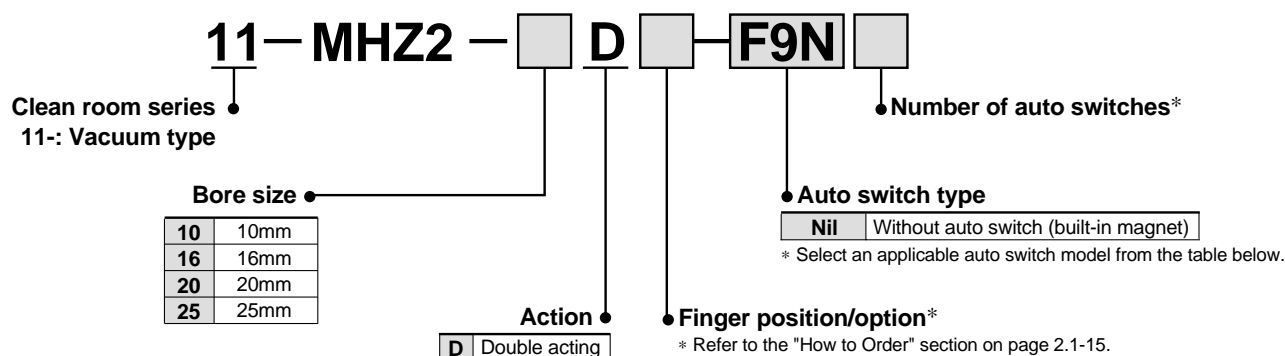 11 - MHZ2 - D - F9N
Clean room series
11-: Vacuum type
Number of auto switches*
Bore size
10 10mm
16 16mm
20 20mm
25 25mm
Auto switch type
Nil Without auto switch (built-in magnet)
* Select an applicable auto switch model from the table below.
Action
D Double acting
Finger position/option*
* Refer to the "How to Order" section on page 2.1-15.